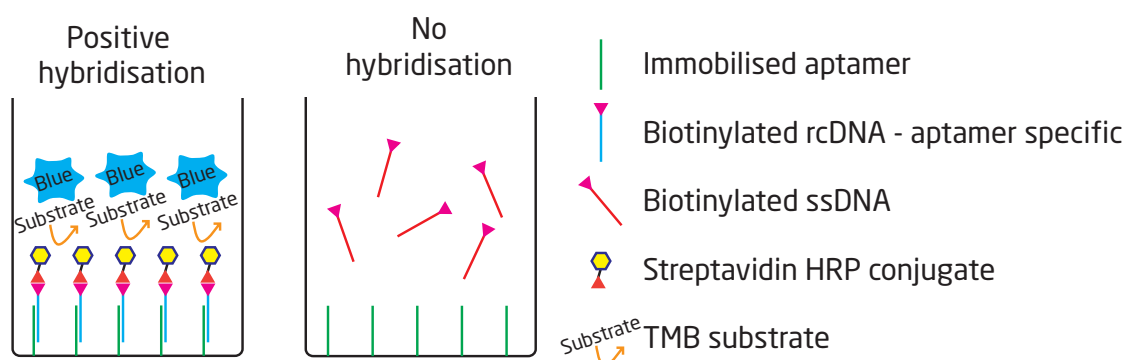 Positive
hybridisation
No
hybridisation
Blue
Blue
Blue
Substrate
Substrate
Substrate
Immobilised aptamer
Biotinylated rcDNA - aptamer specific
Biotinylated ssDNA
Streptavidin HRP conjugate
Substrate
TMB substrate